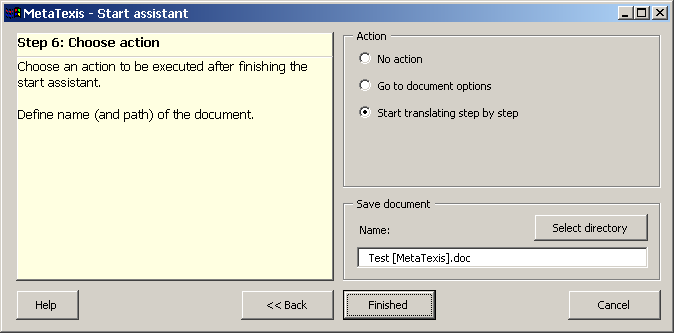 MetaTexis - Start assistant
Step 6: Choose action
Choose an action to be executed after finishing the
start assistant.
Define name (and path) of the document.
Action
No action
Go to document options
Start translating step by step
Save document
Name:
Select directory
Test [MetaTexis].doc
Help
<< Back
Finished
Cancel